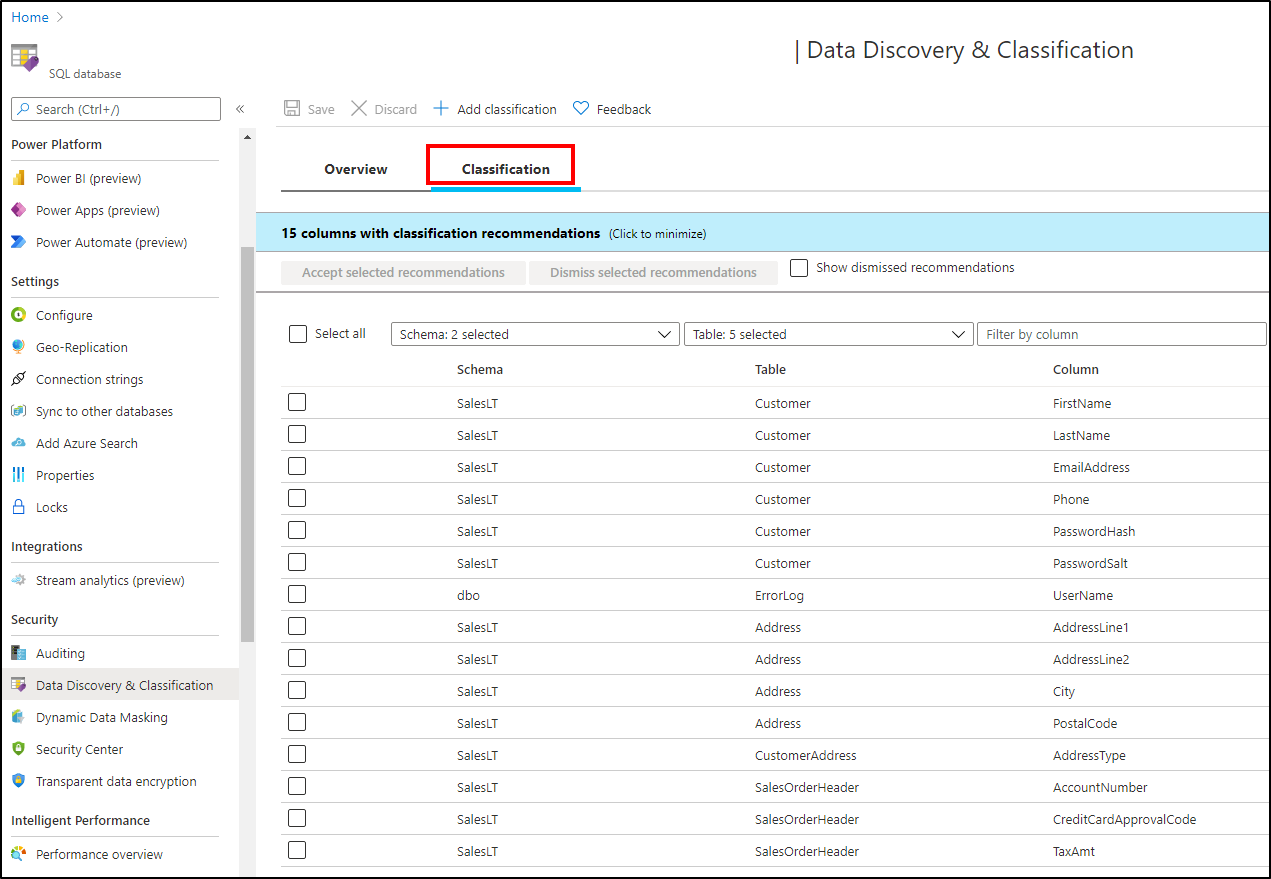 Home
SQL database
| Data Discovery & Classification
Search (Ctrl+/)
«
Power Platform
Power BI (preview)
Power Apps (preview)
Power Automate (preview)
Settings
Configure
Geo-Replication
Connection strings
Sync to other databases
Add Azure Search
Properties
Locks
Integrations
Stream analytics (preview)
Security
Auditing
Data Discovery & Classification
Dynamic Data Masking
Security Center
Transparent data encryption
Intelligent Performance
Performance overview
Save Discard Add classification Feedback
Overview Classification
15 columns with classification recommendations (Click to minimize)
Accept selected recommendations Dismiss selected recommendations Show dismissed recommendations
Select all Schema: 2 selected Table: 5 selected Filter by column
Schema Table Column
SalesLT Customer FirstName
SalesLT Customer LastName
SalesLT Customer EmailAddress
SalesLT Customer Phone
SalesLT Customer PasswordHash
SalesLT Customer PasswordSalt
dbo ErrorLog UserName
SalesLT Address AddressLine1
SalesLT Address AddressLine2
SalesLT Address City
SalesLT Address PostalCode
SalesLT CustomerAddress AddressType
SalesLT SalesOrderHeader AccountNumber
SalesLT SalesOrderHeader CreditCardApprovalCode
SalesLT SalesOrderHeader TaxAmt